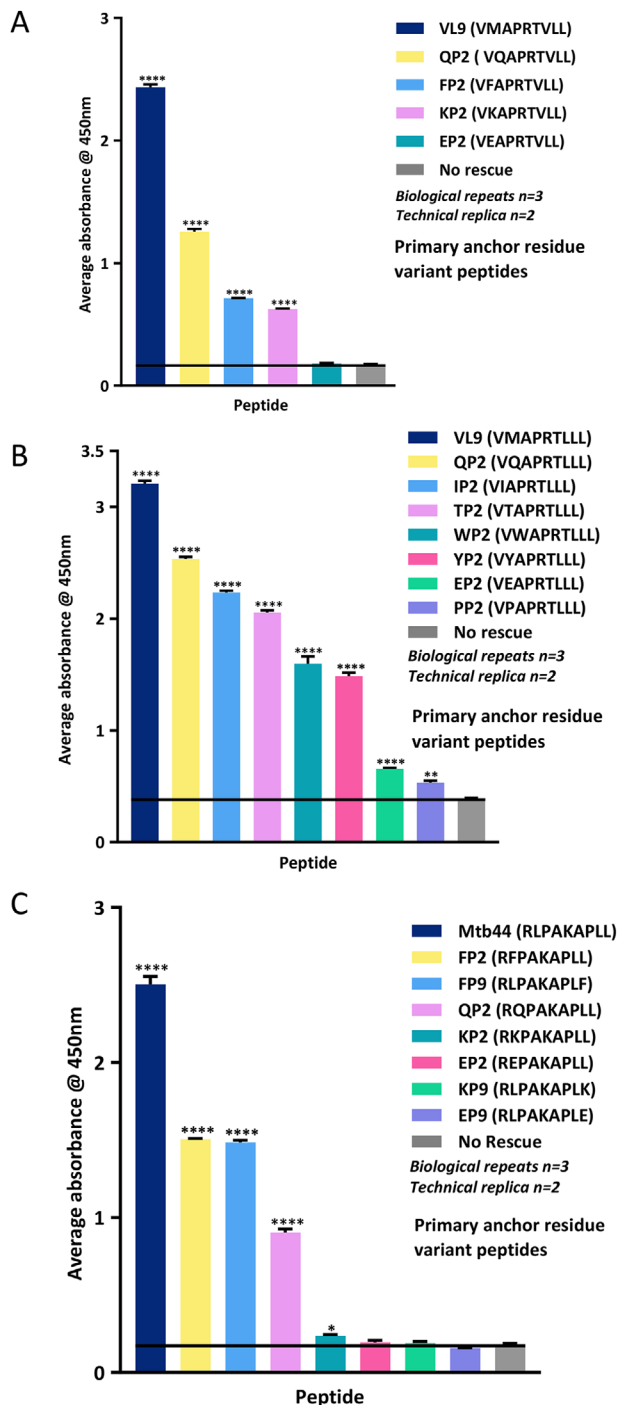 A
3
2
1
0
Average absorbance @ 450nm
****
****
****
****
Peptide
VL9 (VMAPRTVLL)
QP2 ( VQAPRTVLL)
FP2 (VFAPRTVLL)
KP2 (VKAPRTVLL)
EP2 (VEAPRTVLL)
No rescue
Biological repeats n=3
Technical replica n=2
Primary anchor residue
variant peptides
B
3.5
3
2
1
0
Average absorbance @ 450nm
****
****
****
****
****
****
****
**
Peptide
VL9 (VMAPRTLLL)
QP2 (VQAPRTLLL)
IP2 (VIAPRTLLL)
TP2 (VTAPRTLLL)
WP2 (VWAPRTLLL)
YP2 (VYAPRTLLL)
EP2 (VEAPRTLLL)
PP2 (VPAPRTLLL)
No rescue
Biological repeats n=3
Technical replica n=2
Primary anchor residue
variant peptides
C
3
2
1
0
Average absorbance @ 450nm
****
****
****
****
*
Peptide
Mtb44 (RLPAKAPLL)
FP2 (RFPAKAPLL)
FP9 (RLPAKAPLF)
QP2 (RQPAKAPLL)
KP2 (RKPAKAPLL)
EP2 (REPAKAPLL)
KP9 (RLPAKAPLK)
EP9 (RLPAKAPLE)
No Rescue
Biological repeats n=3
Technical replica n=2
Primary anchor residue
variant peptides